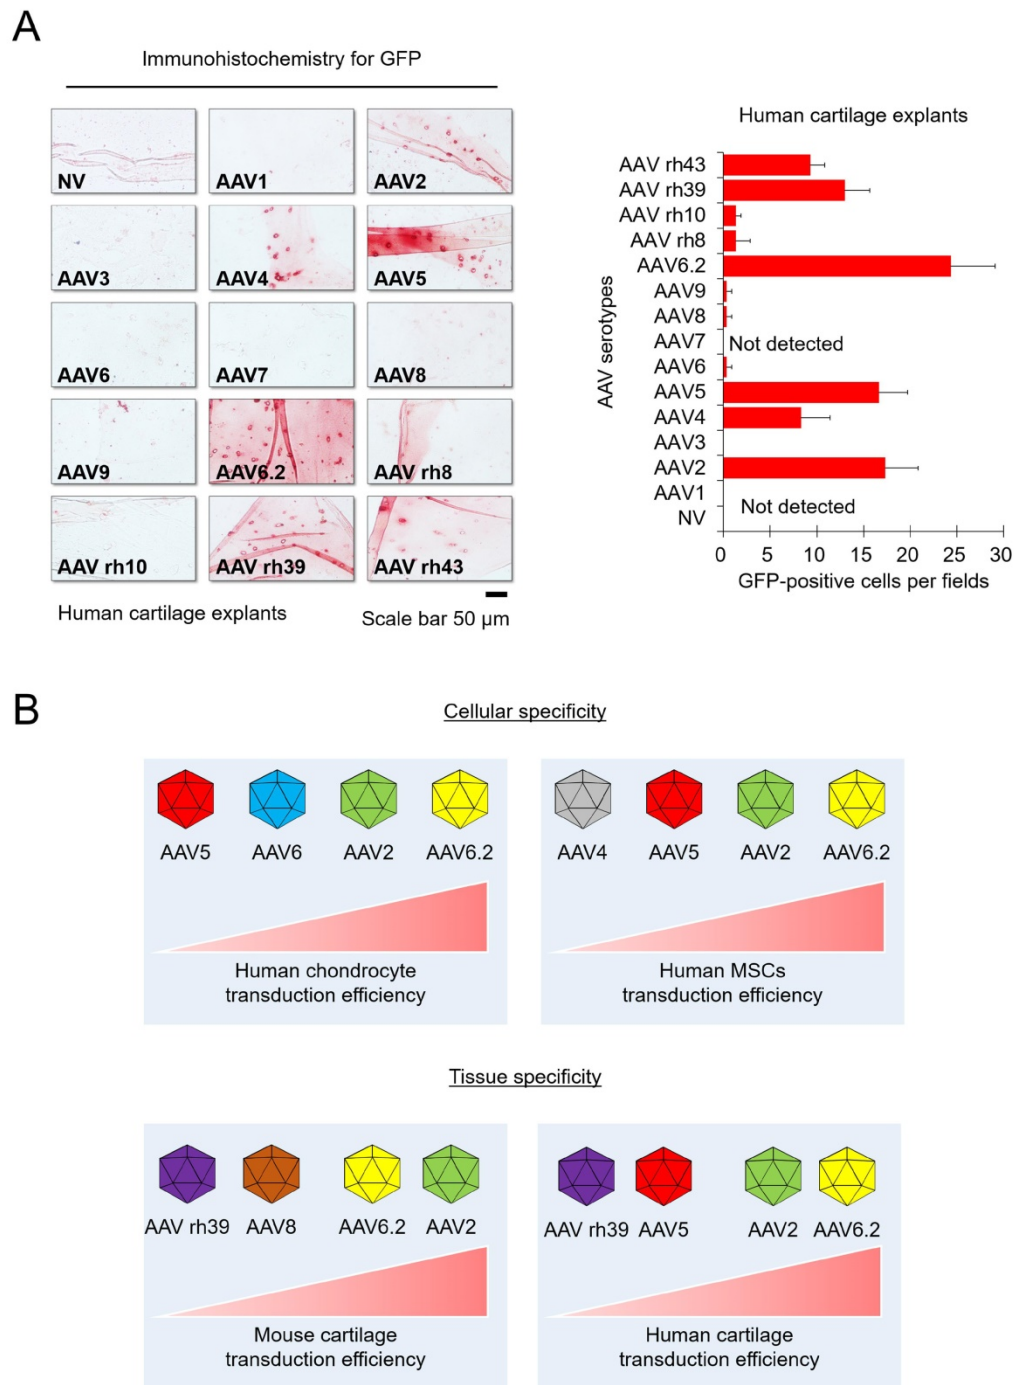 A
Immunohistochemistry for GFP
NV
AAV1
AAV2
AAV3
AAV4
AAV5
AAV6
AAV7
AAV8
AAV9
AAV6.2
AAV rh8
AAV rh10
AAV rh39
AAV rh43
Human cartilage explants
Scale bar 50 µm
Human cartilage explants
AAV serotypes
AAV rh43
AAV rh39
AAV rh10
AAV rh8
AAV6.2
AAV9
AAV8
AAV7
Not detected
AAV6
AAV5
AAV4
AAV3
AAV2
AAV1
Not detected
NV
0 5 10 15 20 25 30
GFP-positive cells per fields
B
Cellular specificity
AAV5 AAV6 AAV2 AAV6.2
Human chondrocyte
transduction efficiency
AAV4 AAV5 AAV2 AAV6.2
Human MSCs
transduction efficiency
Tissue specificity
AAV rh39 AAV8 AAV6.2 AAV2
Mouse cartilage
transduction efficiency
AAV rh39 AAV5 AAV2 AAV6.2
Human cartilage
transduction efficiency